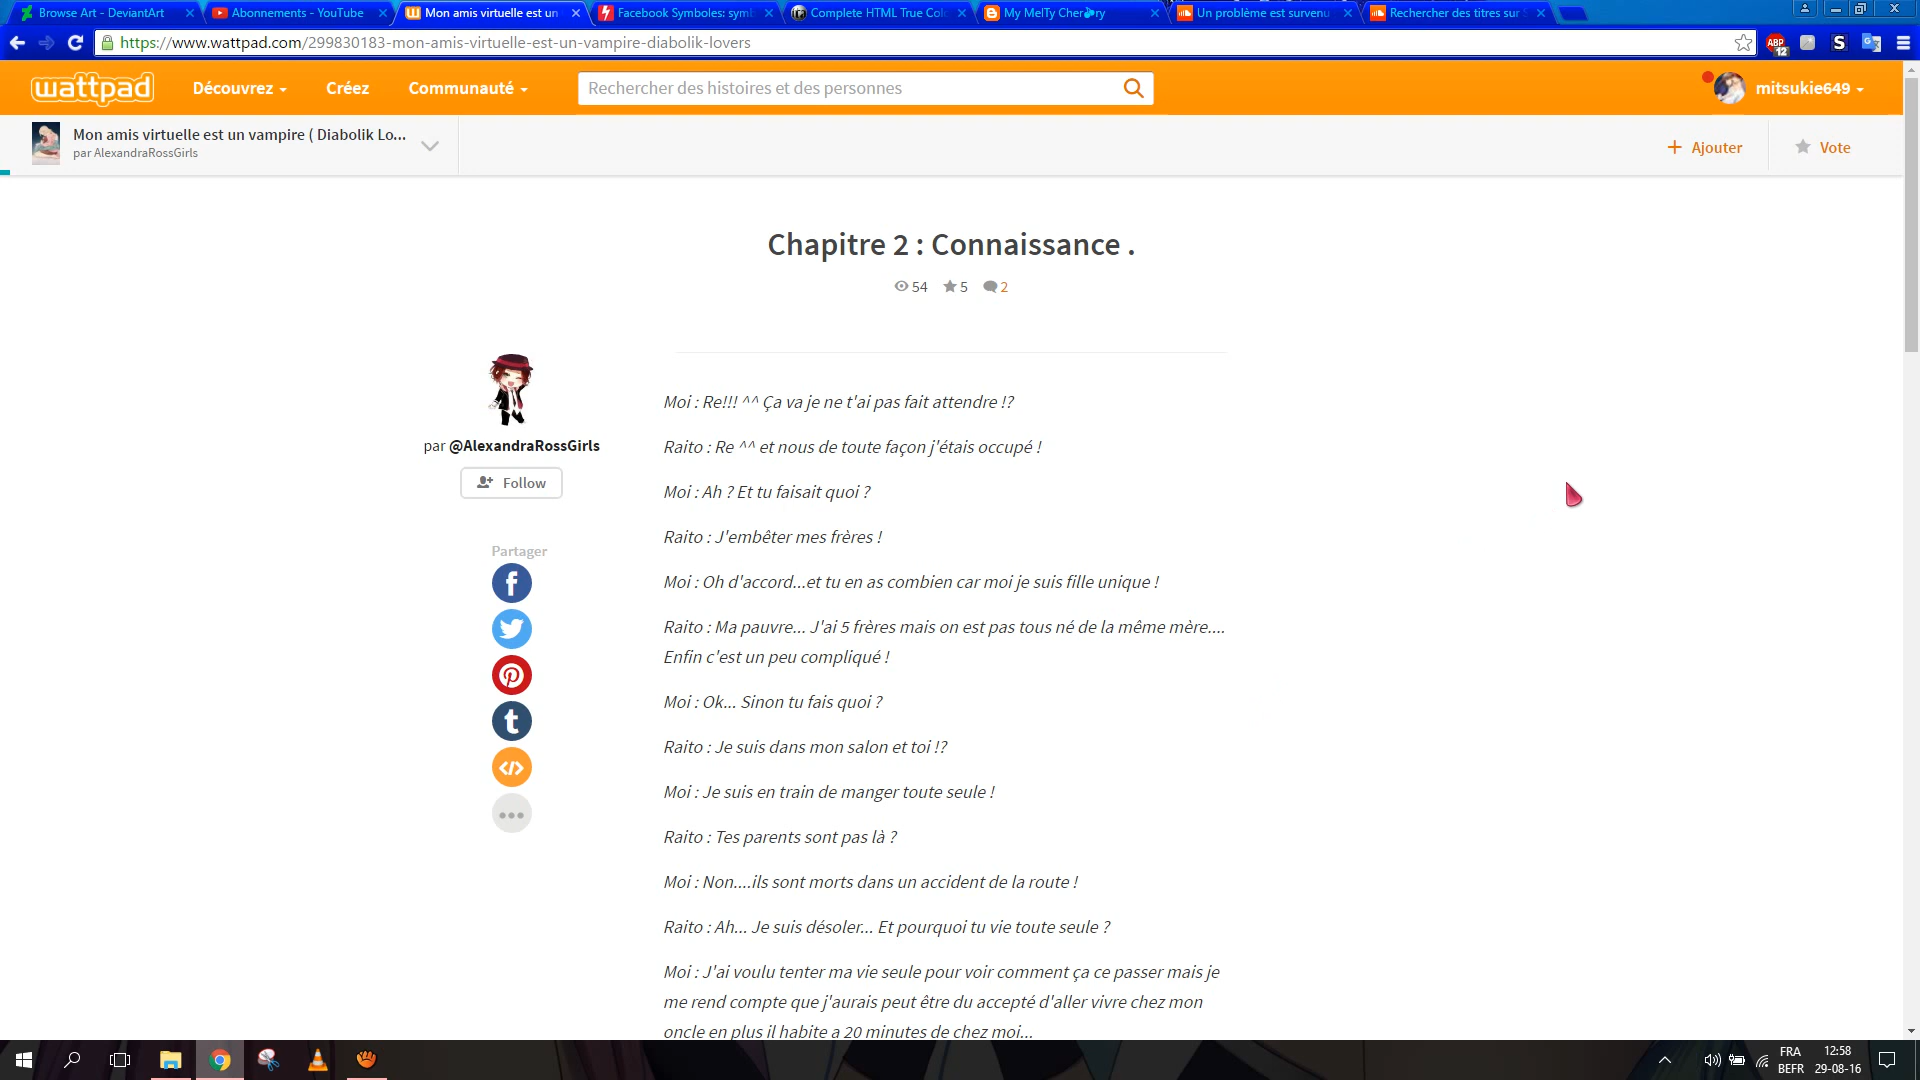 Browse Art - DeviantArt
Abonnements - YouTube
Mon amis virtuelle est un
Facebook Symboles: syml
Complete HTML True Col
My MelTy Cher
ry
Un problème est survenu
Rechercher des titres sur S
https://www.wattpad.com/299830183-mon-amis-virtuelle-est-un-vampire-diabolik-lovers
ABP
12
S
wattpad
Découvrez
Créez
Communauté
Rechercher des histoires et des personnes
mitsukie649
Mon amis virtuelle est un vampire ( Diabolik Lo...
par AlexandraRossGirls
Ajouter
Vote
Chapitre 2 : Connaissance .
54
5
2
par @AlexandraRossGirls
Follow
Partager
Moi : Re!!! ^^ Ça va je ne t'ai pas fait attendre !?
Raito : Re ^^ et nous de toute façon j'étais occupé !
Moi : Ah ? Et tu faisait quoi ?
Raito : J'embêter mes frères !
Moi : Oh d'accord...et tu en as combien car moi je suis fille unique !
Raito : Ma pauvre... J'ai 5 frères mais on est pas tous né de la même mère....
Enfin c'est un peu compliqué !
Moi : Ok... Sinon tu fais quoi ?
Raito : Je suis dans mon salon et toi !?
Moi : Je suis en train de manger toute seule !
Raito : Tes parents sont pas là ?
Moi : Non....ils sont morts dans un accident de la route !
Raito : Ah... Je suis désoler... Et pourquoi tu vie toute seule ?
Moi : J'ai voulu tenter ma vie seule pour voir comment ça ce passer mais je
me rend compte que j'aurais peut être du accepté d'aller vivre chez mon
oncle en plus il habite a 20 minutes de chez moi...
FRA
BEFR
12:58
29-08-16